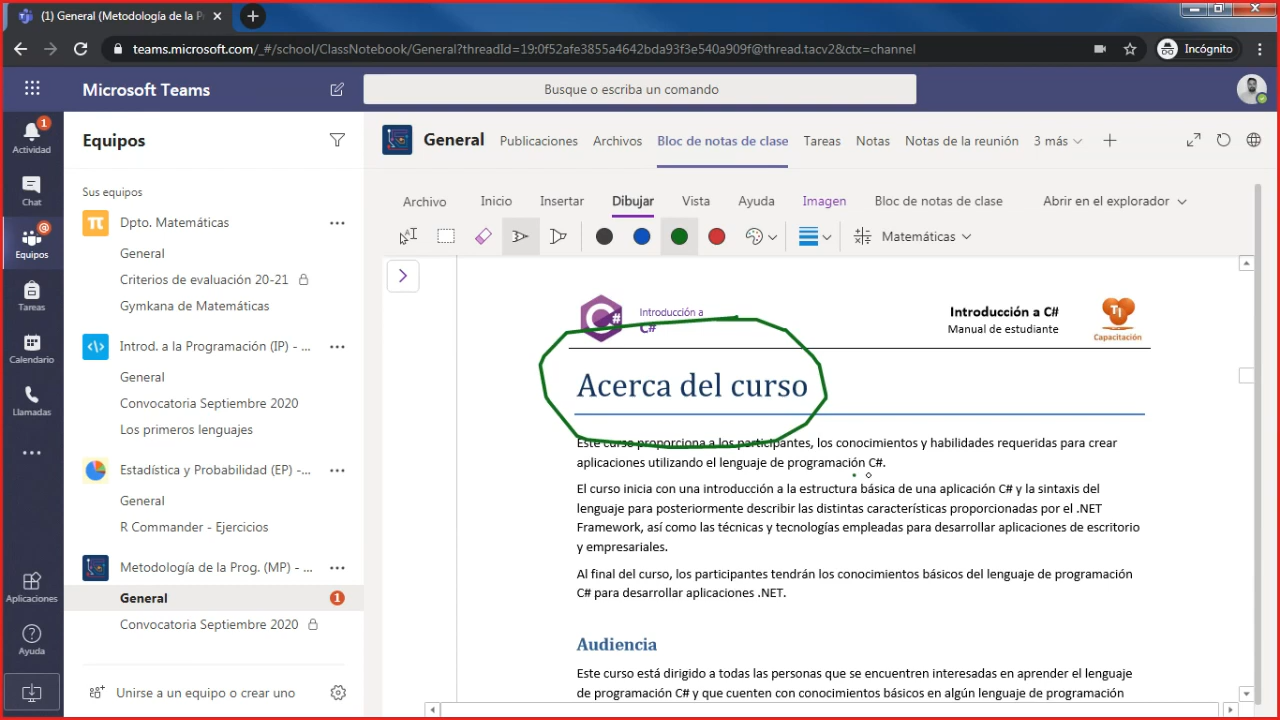 (1) General (Metodología de la Pr
teams.microsoft.com/_#/school/ClassNotebook/General?threadId=19:0f52afe3855a4642bda93f3e540a909f@thread.tacv2&ctx=channel
Incógnito
Microsoft Teams
Busque o escriba un comando
1
Actividad
Chat
@
Equipos
Tareas
Calendario
Llamadas
Aplicaciones
Ayuda
Equipos
Sus equipos
π
Dpto. Matemáticas
General
Criterios de evaluación 20-21
Gymkana de Matemáticas
</>
Introd. a la Programación (IP) - ...
General
Convocatoria Septiembre 2020
Los primeros lenguajes
Estadística y Probabilidad (EP) -...
General
R Commander - Ejercicios
Metodología de la Prog. (MP) - ...
General
1
Convocatoria Septiembre 2020
Unirse a un equipo o crear uno
General
Publicaciones
Archivos
Bloc de notas de clase
Tareas
Notas
Notas de la reunión
3 más
Archivo
Inicio
Insertar
Dibujar
Vista
Ayuda
Imagen
Bloc de notas de clase
Abrir en el explorador
Matemáticas
C#
Introducción a
C#
Introducción a C#
Manual de estudiante
TI
Capacitación
Acerca del curso
Este curso proporciona a los participantes, los conocimientos y habilidades requeridas para crear
aplicaciones utilizando el lenguaje de programación C#.
El curso inicia con una introducción a la estructura básica de una aplicación C# y la sintaxis del
lenguaje para posteriormente describir las distintas características proporcionadas por el .NET
Framework, así como las técnicas y tecnologías empleadas para desarrollar aplicaciones de escritorio
y empresariales.
Al final del curso, los participantes tendrán los conocimientos básicos del lenguaje de programación
C# para desarrollar aplicaciones .NET.
Audiencia
Este curso está dirigido a todas las personas que se encuentren interesadas en aprender el lenguaje
de programación C# y que cuenten con conocimientos básicos en algún lenguaje de programación